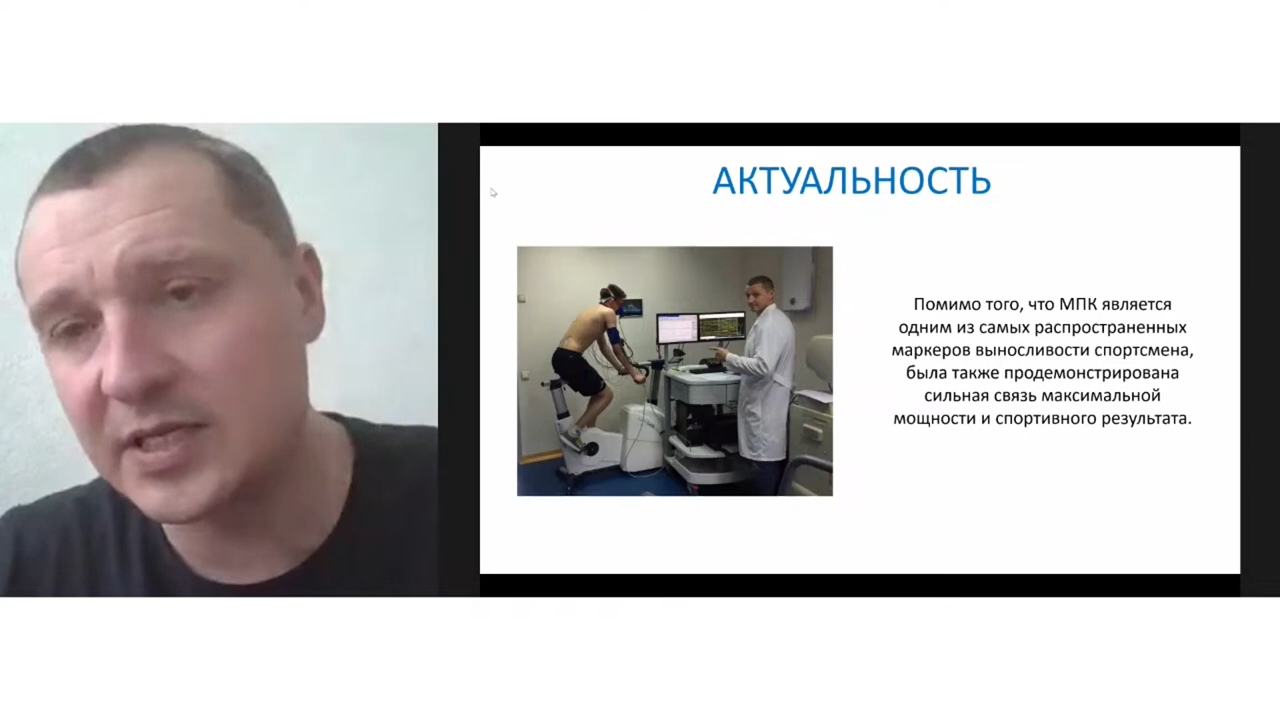 АКТУАЛЬНОСТЬ
Помимо того, что МПК является
одним из самых распространенных
маркеров выносливости спортсмена,
была также продемонстрирована
сильная связь максимальной
мощности и спортивного результата.